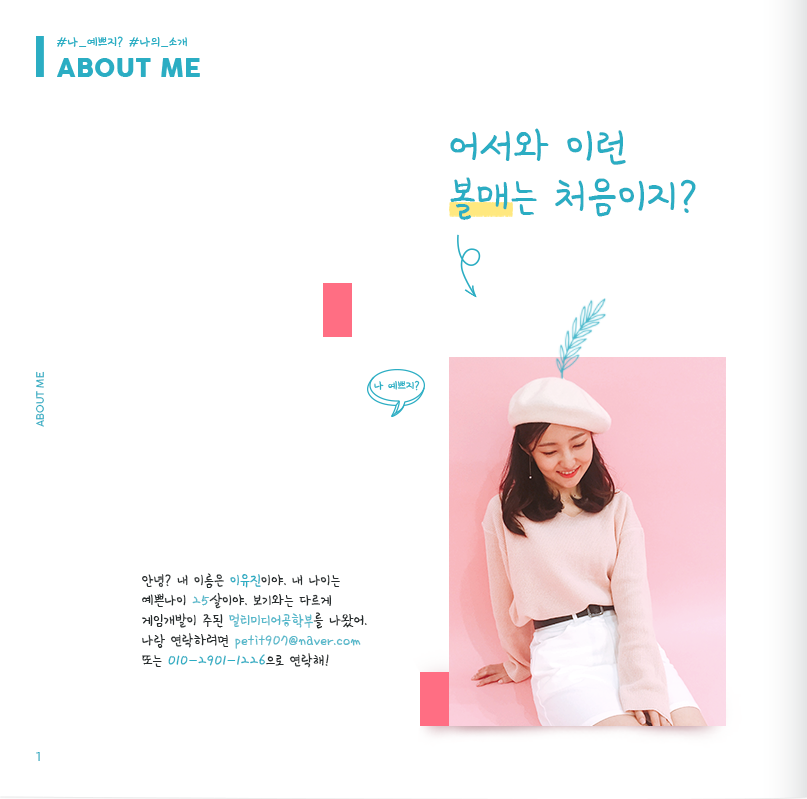 #나_예쁘지? #나의_소개
ABOUT ME
어서와 이런
볼매는 처음이지?
나 예쁘지?
ABOUT ME
안녕? 내 이름은 이유진이야. 내 나이는
예쁜나이 25살이야. 보기와는 다르게
게임개발이 주된 멀티미디어공학부를 나왔어.
나랑 연락하려면 petit907@naver.com
또는 010-2901-1226으로 연락해!
1